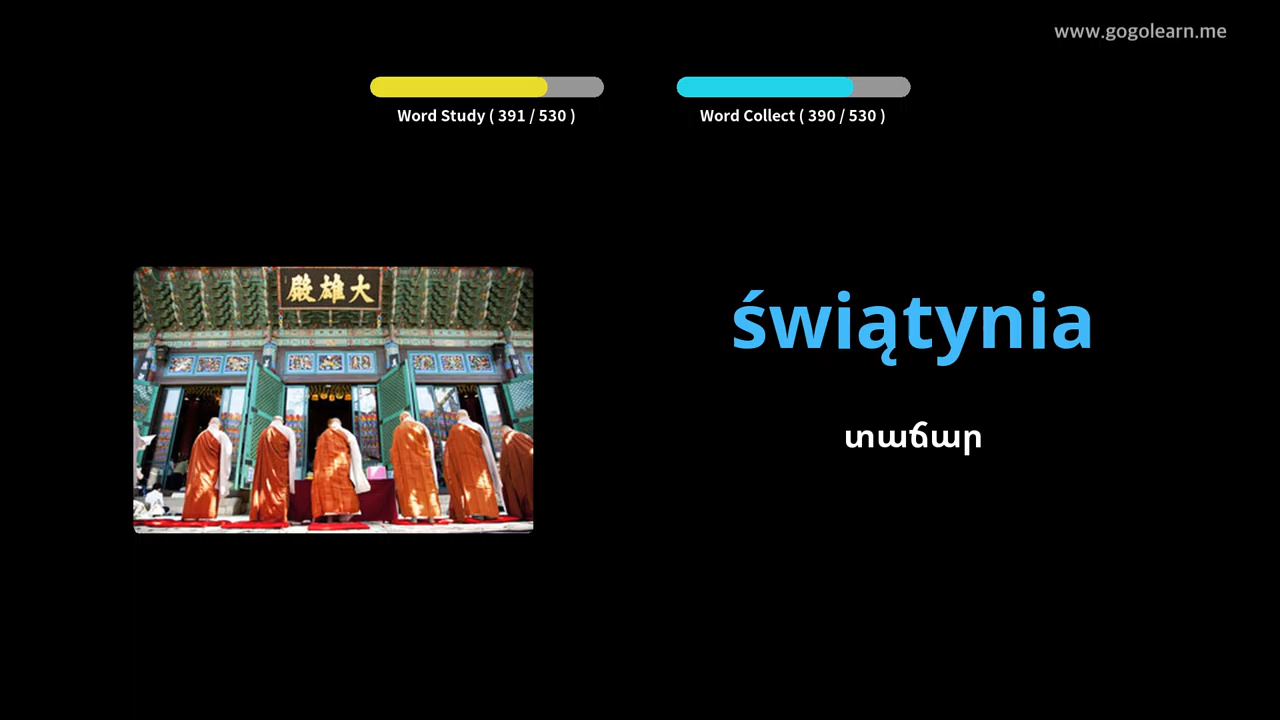 www.gogolearn.me
Word Study ( 391 / 530 )
Word Collect ( 390 / 530 )
殿雄大
świątynia
տաճար